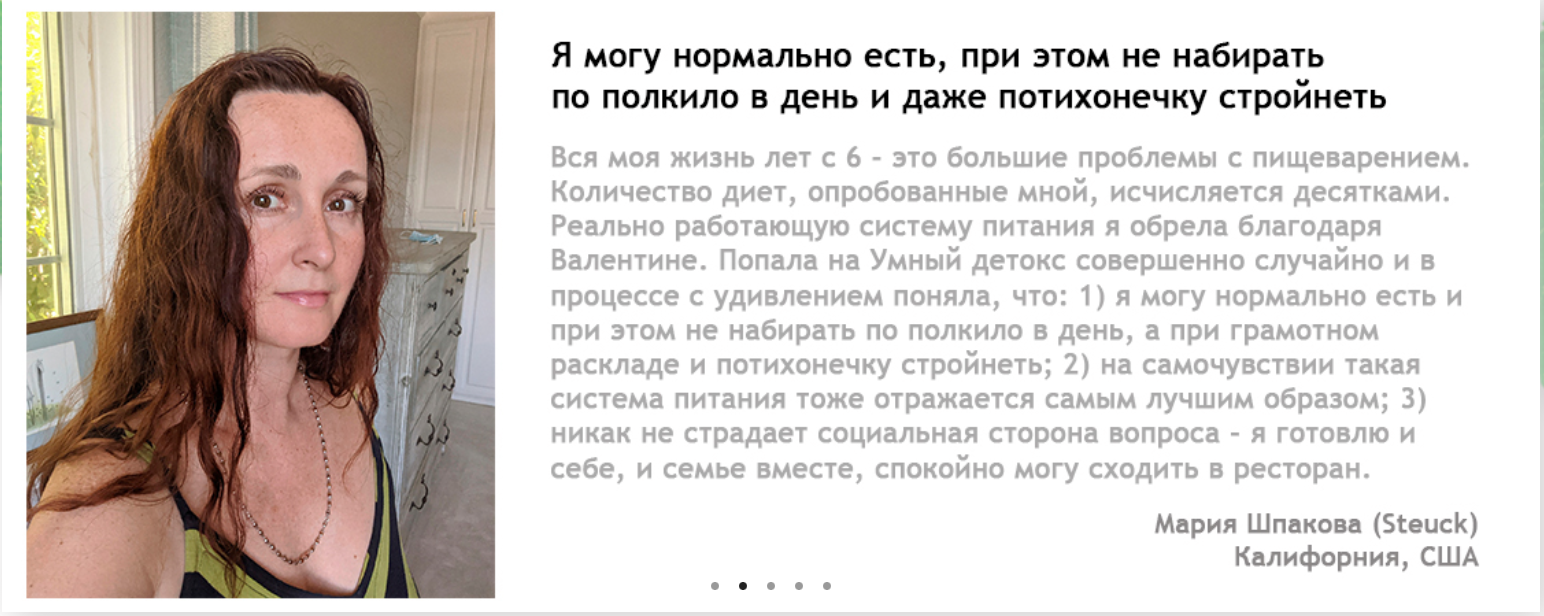 Я могу нормально есть, при этом не набирать
по полкило в день и даже потихонечку стройнеть
Вся моя жизнь лет с 6 - это большие проблемы с пищеварением.
Количество диет, опробованные мной, исчисляется десятками.
Реально работающую систему питания я обрела благодаря
Валентине. Попала на Умный детокс совершенно случайно и в
процессе с удивлением поняла, что: 1) я могу нормально есть и
при этом не набирать по полкило в день, а при грамотном
раскладе и потихонечку стройнеть; 2) на самочувствии такая
система питания тоже отражается самым лучшим образом; 3)
никак не страдает социальная сторона вопроса - я готовлю и
себе, и семье вместе, спокойно могу сходить в ресторан.
Мария Шпакова (Steuck)
Калифорния, США